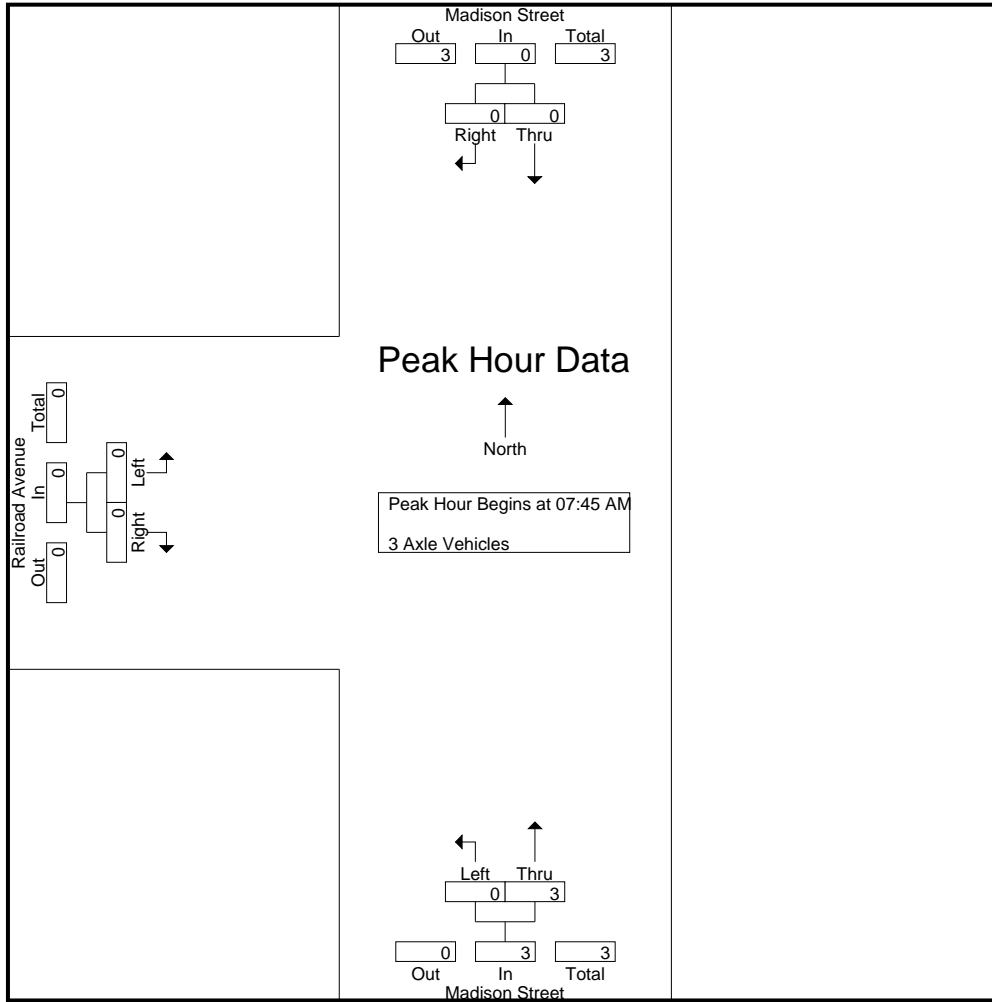 Madison Street
Out In Total
3 0 3
0 0
Right Thru
Peak Hour Data
North
Peak Hour Begins at 07:45 AM
3 Axle Vehicles
Railroad Avenue
Out In Total
0 0 0
Right Left
0 0
Left Thru
0 3
0 3 3
Out In Total
Madison Street